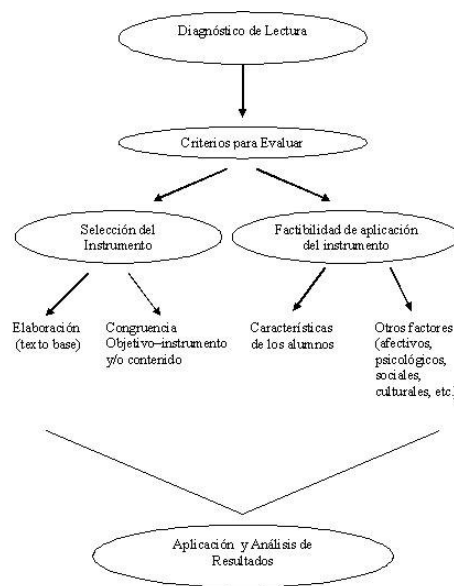 Diagnóstico de Lectura
Criterios para Evaluar
Selección del
Instrumento
Factibilidad de aplicación
del instrumento
Elaboración
(texto base)
Congruencia
Objetivo–instrumento
y/o contenido
Características
de los alumnos
Otros factores
(afectivos,
psicológicos,
sociales,
culturales, etc.)
Aplicación y Análisis de
Resultados